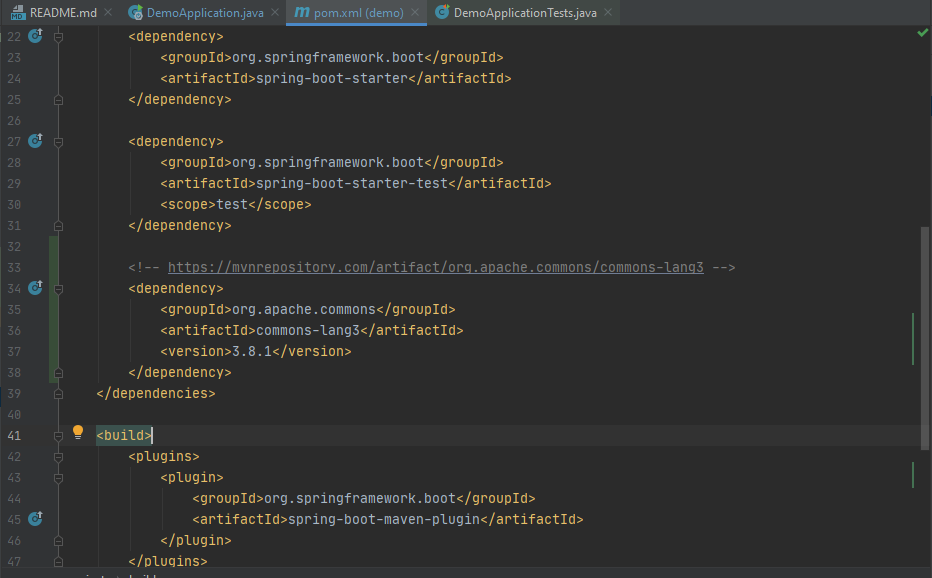 README.md DemoApplication.java pom.xml (demo) DemoApplicationTests.java
22 <dependency>
23 <groupId>org.springframework.boot</groupId>
24 <artifactId>spring-boot-starter</artifactId>
25 </dependency>
26
27 <dependency>
28 <groupId>org.springframework.boot</groupId>
29 <artifactId>spring-boot-starter-test</artifactId>
30 <scope>test</scope>
31 </dependency>
32
33 <!-- https://mvnrepository.com/artifact/org.apache.commons/commons-lang3 -->
34 <dependency>
35 <groupId>org.apache.commons</groupId>
36 <artifactId>commons-lang3</artifactId>
37 <version>3.8.1</version>
38 </dependency>
39 </dependencies>
40
41 <build>
42 <plugins>
43 <plugin>
44 <groupId>org.springframework.boot</groupId>
45 <artifactId>spring-boot-maven-plugin</artifactId>
46 </plugin>
47 </plugins>